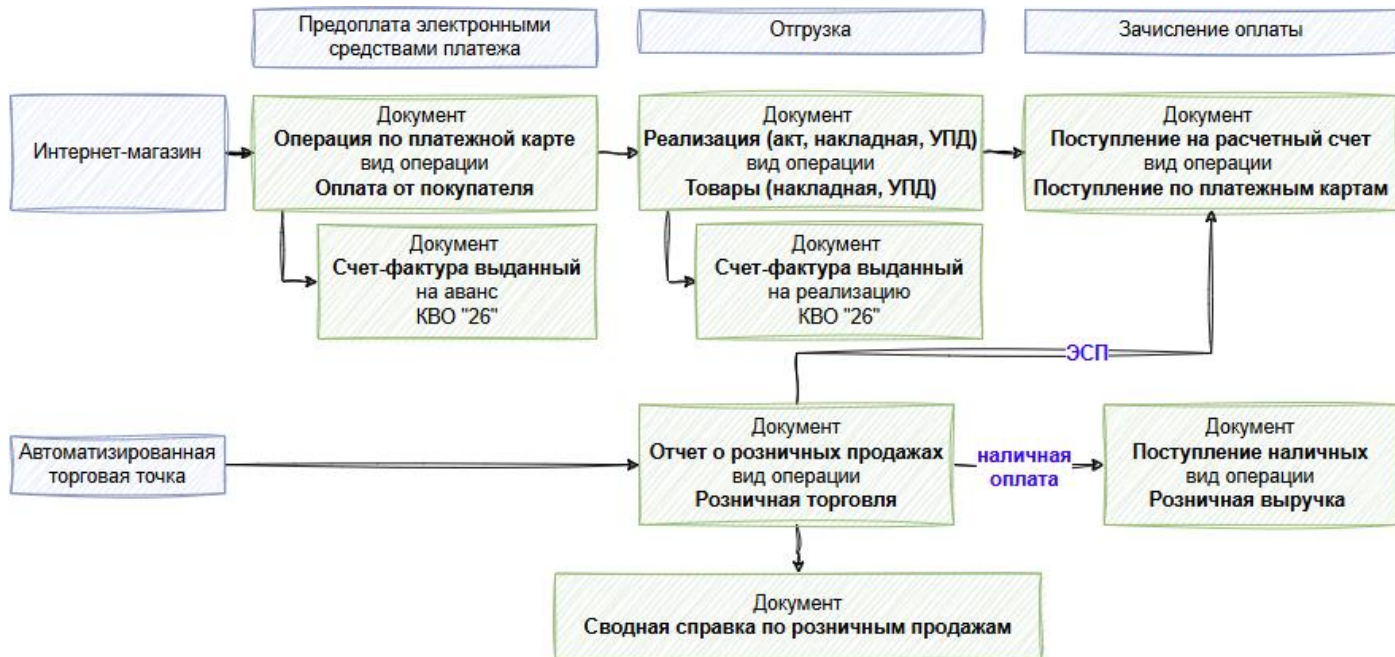 Предоплата электронными
средствами платежа
Отгрузка
Зачисление оплаты
Интернет-магазин
Документ
Операция по платежной карте
вид операции
Оплата от покупателя
Документ
Реализация (акт, накладная, УПД)
вид операции
Товары (накладная, УПД)
Документ
Поступление на расчетный счет
вид операции
Поступление по платежным картам
Документ
Счет-фактура выданный
на аванс
КВО "26"
Документ
Счет-фактура выданный
на реализацию
КВО "26"
ЭСП
Автоматизированная
торговая точка
Документ
Отчет о розничных продажах
вид операции
Розничная торговля
наличная
оплата
Документ
Поступление наличных
вид операции
Розничная выручка
Документ
Сводная справка по розничным продажам